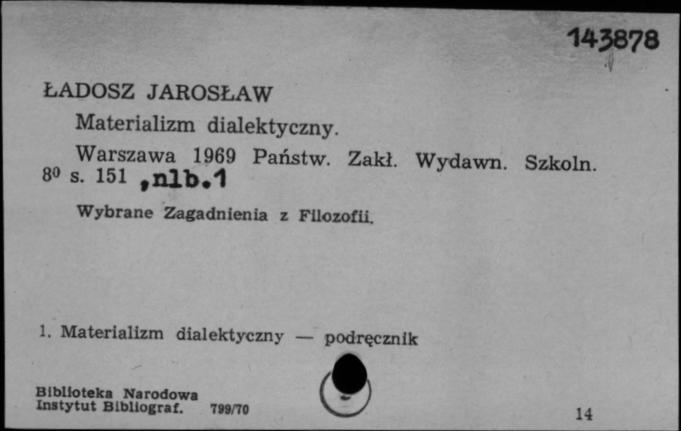 143878
ŁADOSZ JAROSŁAW
Materializm dialektyczny.
Warszawa 1969 Państw. Zakł. Wydawn. Szkoln.
8º s. 151 ,nlb.1
Wybrane Zagadnienia z Filozofii.
1. Materializm dialektyczny — podręcznik
Biblioteka Narodowa
Instytut Bibliograf. 799/70
14